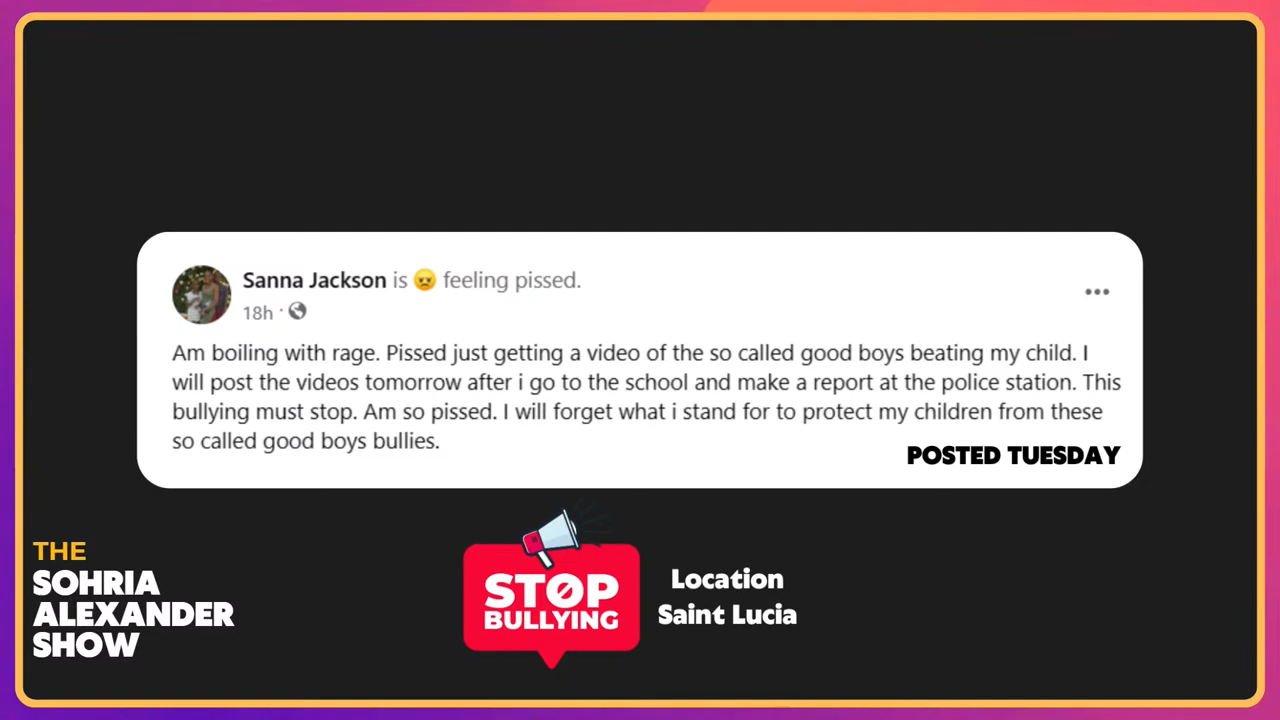 Sanna Jackson is 😠 feeling pissed.
18h ·
Am boiling with rage. Pissed just getting a video of the so called good boys beating my child. I
will post the videos tomorrow after i go to the school and make a report at the police station. This
bullying must stop. Am so pissed. I will forget what i stand for to protect my children from these
so called good boys bullies.
POSTED TUESDAY
THE
SOHRIA
ALEXANDER
SHOW
STOP
BULLYING
Location
Saint Lucia